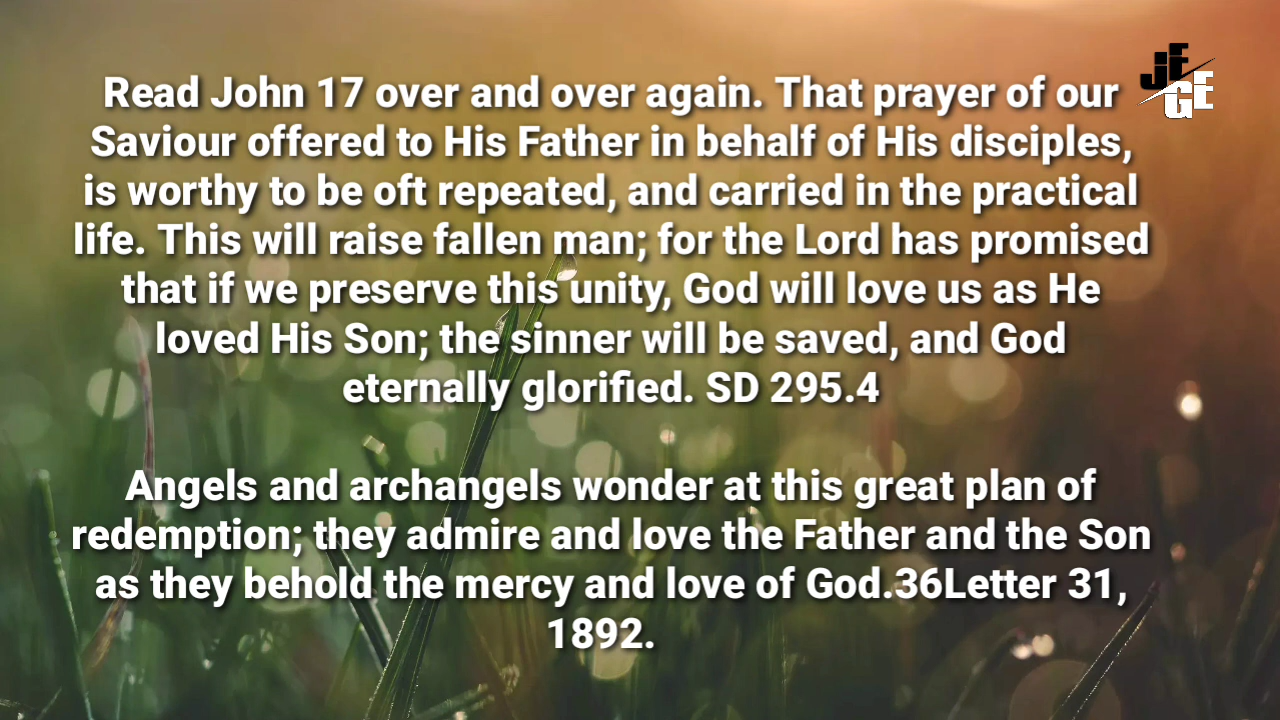 JF
GE
Read John 17 over and over again. That prayer of our
Saviour offered to His Father in behalf of His disciples,
is worthy to be oft repeated, and carried in the practical
life. This will raise fallen man; for the Lord has promised
that if we preserve this unity, God will love us as He
loved His Son; the sinner will be saved, and God
eternally glorified. SD 295.4
Angels and archangels wonder at this great plan of
redemption; they admire and love the Father and the Son
as they behold the mercy and love of God.36Letter 31,
1892.